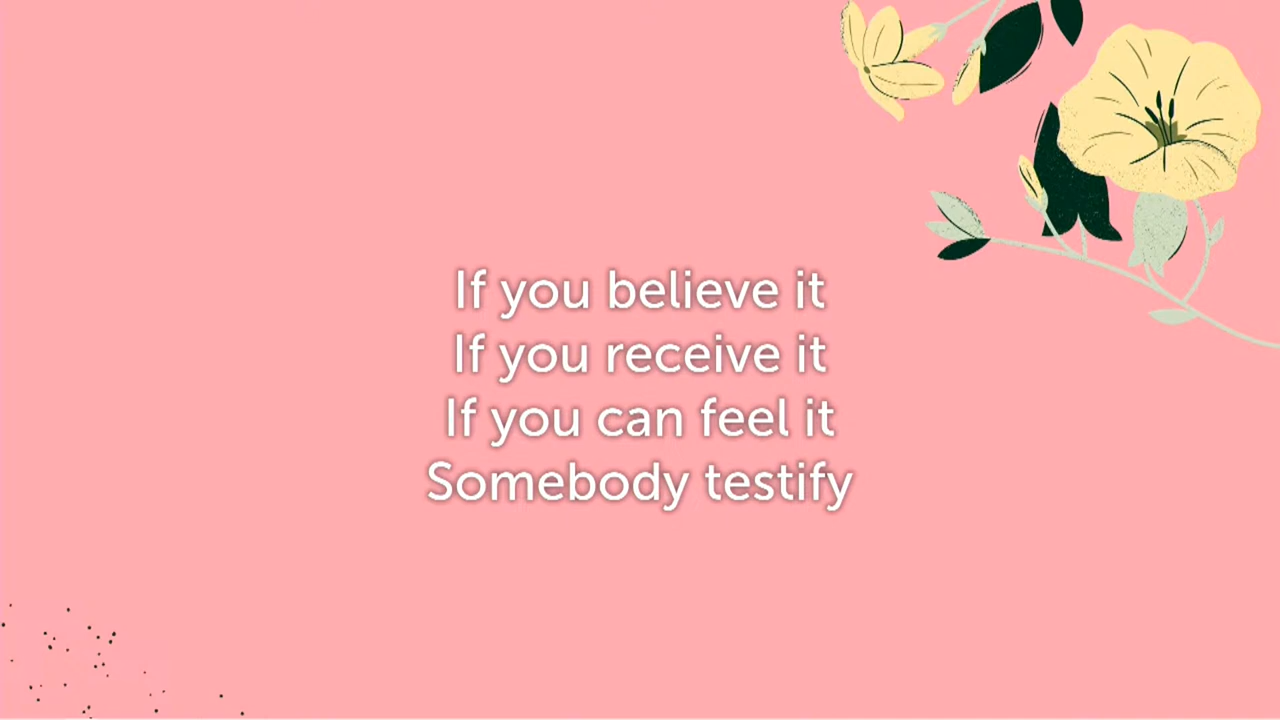 If you believe it
If you receive it
If you can feel it
Somebody testify